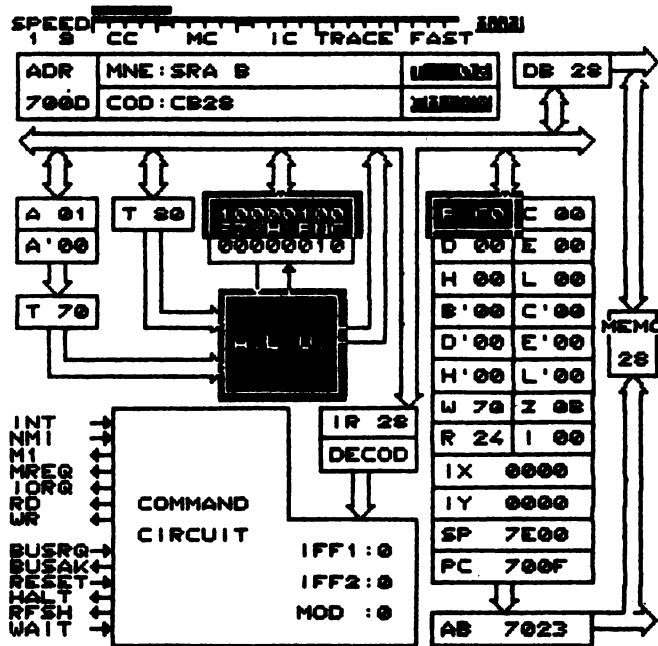 SPEED
1 8 CC MC IC TRACE FAST
ADR MNE:SRA B
DB 28
700D COD:CB28
A 01
T 80
10000100
C 00
A'00
00000010
D 00 E 00
H 00 L 00
T 70
B'00 C'00
MEMO
D'00 E'00
28
H'00 L'00
IR 28
W 70 Z 0B
DECOD
R 24 I 00
INT
NMI
M1
MREQ
IORQ
RD
WR
COMMAND
CIRCUIT
IX 0000
IY 0000
SP 7E00
PC 700F
BUSRQ
BUSAK
RESET
HALT
RFSH
WAIT
IFF1:0
IFF2:0
MOD :0
AB 7023